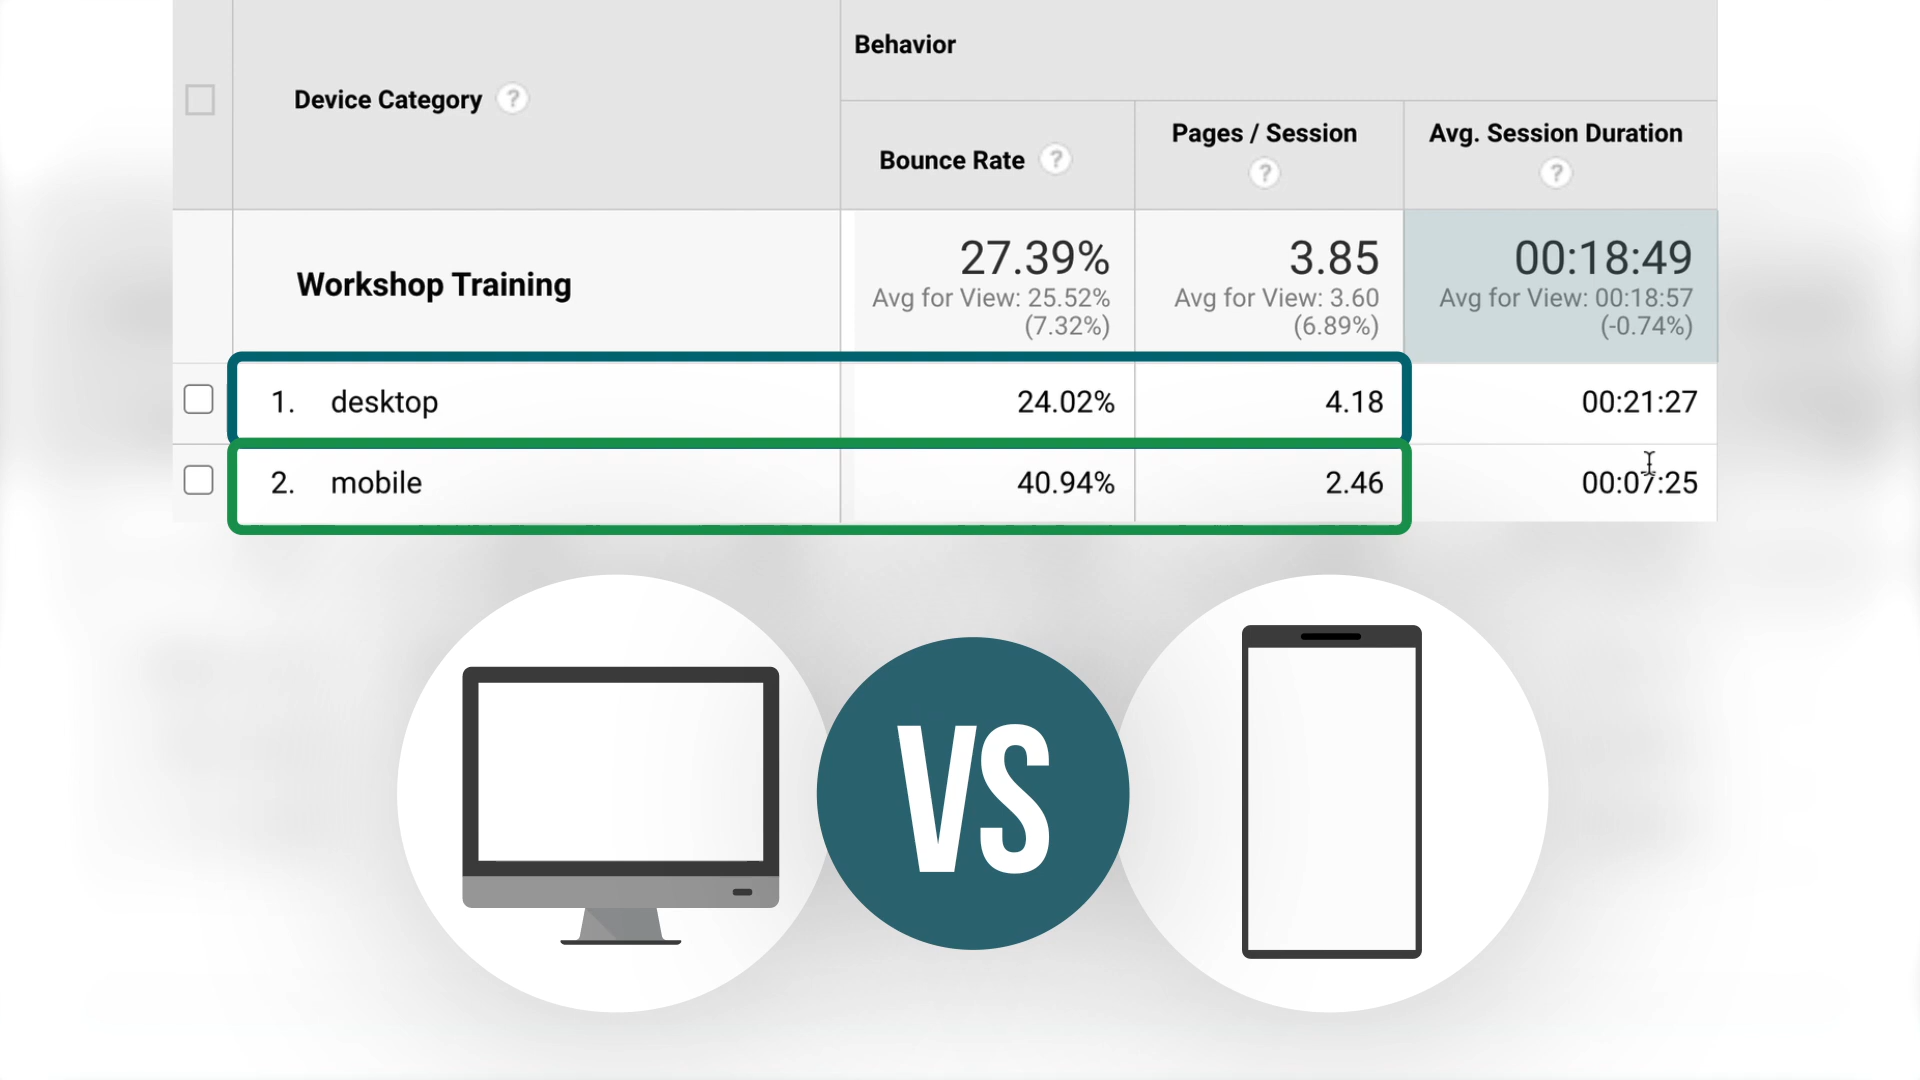 Behavior
Device Category ?
Bounce Rate ?
Pages / Session
?
Avg. Session Duration
?
Workshop Training
27.39%
Avg for View: 25.52%
(7.32%)
3.85
Avg for View: 3.60
(6.89%)
00:18:49
Avg for View: 00:18:57
(-0.74%)
1. desktop 24.02% 4.18 00:21:27
2. mobile 40.94% 2.46 00:07:25
VS